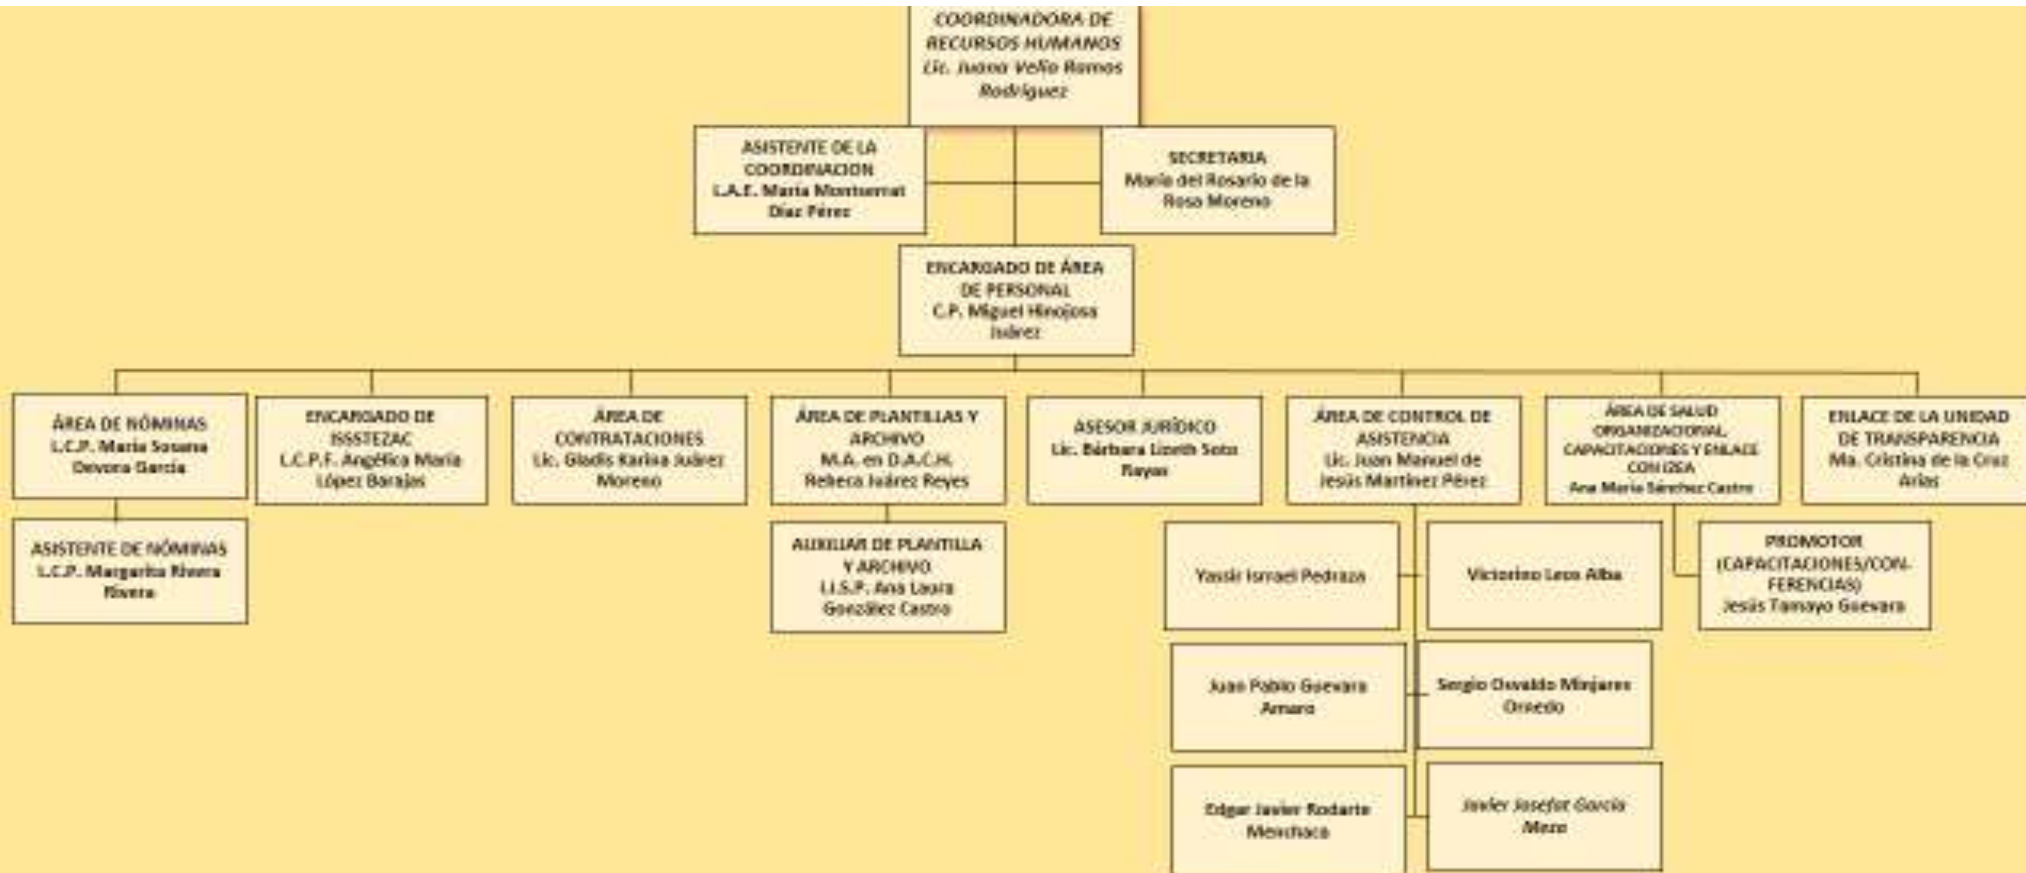 COORDINADORA DE
RECURSOS HUMANOS
Lic. Juana Velia Ramos
Rodríguez
ASISTENTE DE LA
COORDINACIÓN
L.A.E. María Montserrat
Díaz Pérez
SECRETARIA
María del Rosario de la
Rosa Moreno
ENCARGADO DE ÁREA
DE PERSONAL
C.P. Miguel Hinojosa
Juárez
ÁREA DE NÓMINAS
L.C.P. María Susana
Devora García
ENCARGADO DE
ISSSTEZAC
L.C.P.F. Angélica María
López Barajas
ÁREA DE
CONTRATACIONES
Lic. Gladis Karina Juárez
Moreno
ÁREA DE PLANTILLAS Y
ARCHIVO
M.A. en D.A.C.H.
Rebeca Juárez Reyes
ASESOR JURÍDICO
Lic. Bárbara Lizeth Soto
Rayas
ÁREA DE CONTROL DE
ASISTENCIA
Lic. Juan Manuel de
Jesús Martínez Pérez
ÁREA DE SALUD
ORGANIZACIONAL,
CAPACITACIONES Y ENLACE
CON IZEA
Ana María Sánchez Castro
ENLACE DE LA UNIDAD
DE TRANSPARENCIA
Ma. Cristina de la Cruz
Arias
ASISTENTE DE NÓMINAS
L.C.P. Margarita Rivera
Rivera
AUXILIAR DE PLANTILLA
Y ARCHIVO
L.I.S.P. Ana Laura
González Castro
Yassir Ismael Pedraza
Victorino Leos Alba
PROMOTOR
(CAPACITACIONES/CON-
FERENCIAS)
Jesús Tamayo Guevara
Juan Pablo Guevara
Amaro
Sergio Osvaldo Minjares
Edgar Javier Rodarte
Menchaca
Javier Josefat García
Meza